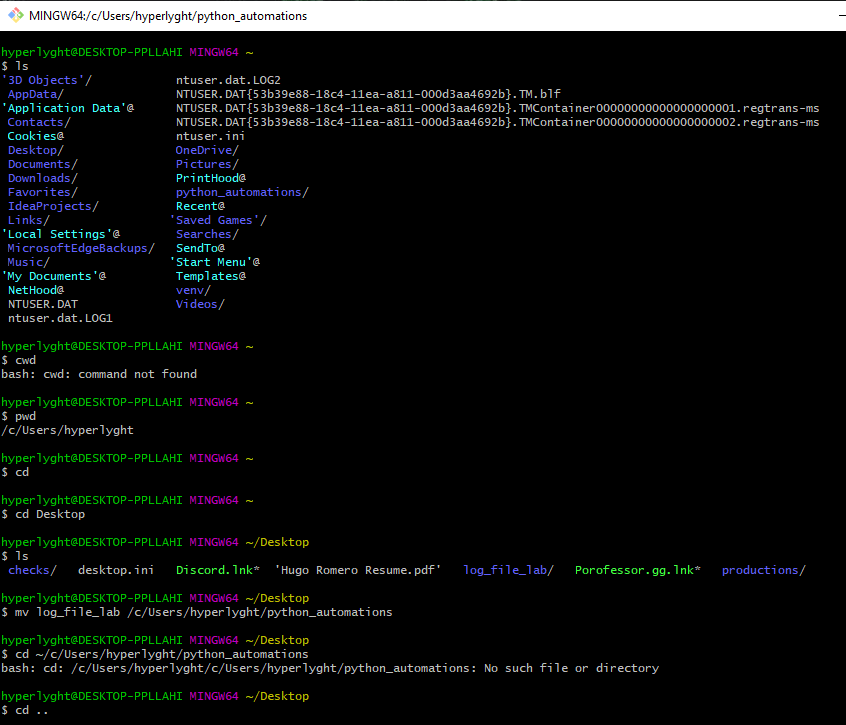 MINGW64:/c/Users/hyperlyght/python_automations
hyperlyght@DESKTOP-PPLLAHI MINGW64 ~
$ ls
'3D Objects'/ ntuser.dat.LOG2
AppData/ NTUSER.DAT{53b39e88-18c4-11ea-a811-000d3aa4692b}.TM.blf
'Application Data'@ NTUSER.DAT{53b39e88-18c4-11ea-a811-000d3aa4692b}.TMContainer00000000000000000001.regtrans-ms
Contacts/ NTUSER.DAT{53b39e88-18c4-11ea-a811-000d3aa4692b}.TMContainer00000000000000000002.regtrans-ms
Cookies@ ntuser.ini
Desktop/ OneDrive/
Documents/ Pictures/
Downloads/ PrintHood@
Favorites/ python_automations/
IdeaProjects/ Recent@
Links/ 'Saved Games'/
'Local Settings'@ Searches/
MicrosoftEdgeBackups/ SendTo@
Music/ 'Start Menu'@
'My Documents'@ Templates@
NetHood@ venv/
NTUSER.DAT Videos/
ntuser.dat.LOG1
hyperlyght@DESKTOP-PPLLAHI MINGW64 ~
$ cwd
bash: cwd: command not found
hyperlyght@DESKTOP-PPLLAHI MINGW64 ~
$ pwd
/c/Users/hyperlyght
hyperlyght@DESKTOP-PPLLAHI MINGW64 ~
$ cd
hyperlyght@DESKTOP-PPLLAHI MINGW64 ~
$ cd Desktop
hyperlyght@DESKTOP-PPLLAHI MINGW64 ~/Desktop
$ ls
checks/ desktop.ini Discord.lnk* 'Hugo Romero Resume.pdf' log_file_lab/ Porofessor.gg.lnk* productions/
hyperlyght@DESKTOP-PPLLAHI MINGW64 ~/Desktop
$ mv log_file_lab /c/Users/hyperlyght/python_automations
hyperlyght@DESKTOP-PPLLAHI MINGW64 ~/Desktop
$ cd ~/c/Users/hyperlyght/python_automations
bash: cd: /c/Users/hyperlyght/c/Users/hyperlyght/python_automations: No such file or directory
hyperlyght@DESKTOP-PPLLAHI MINGW64 ~/Desktop
$ cd ..